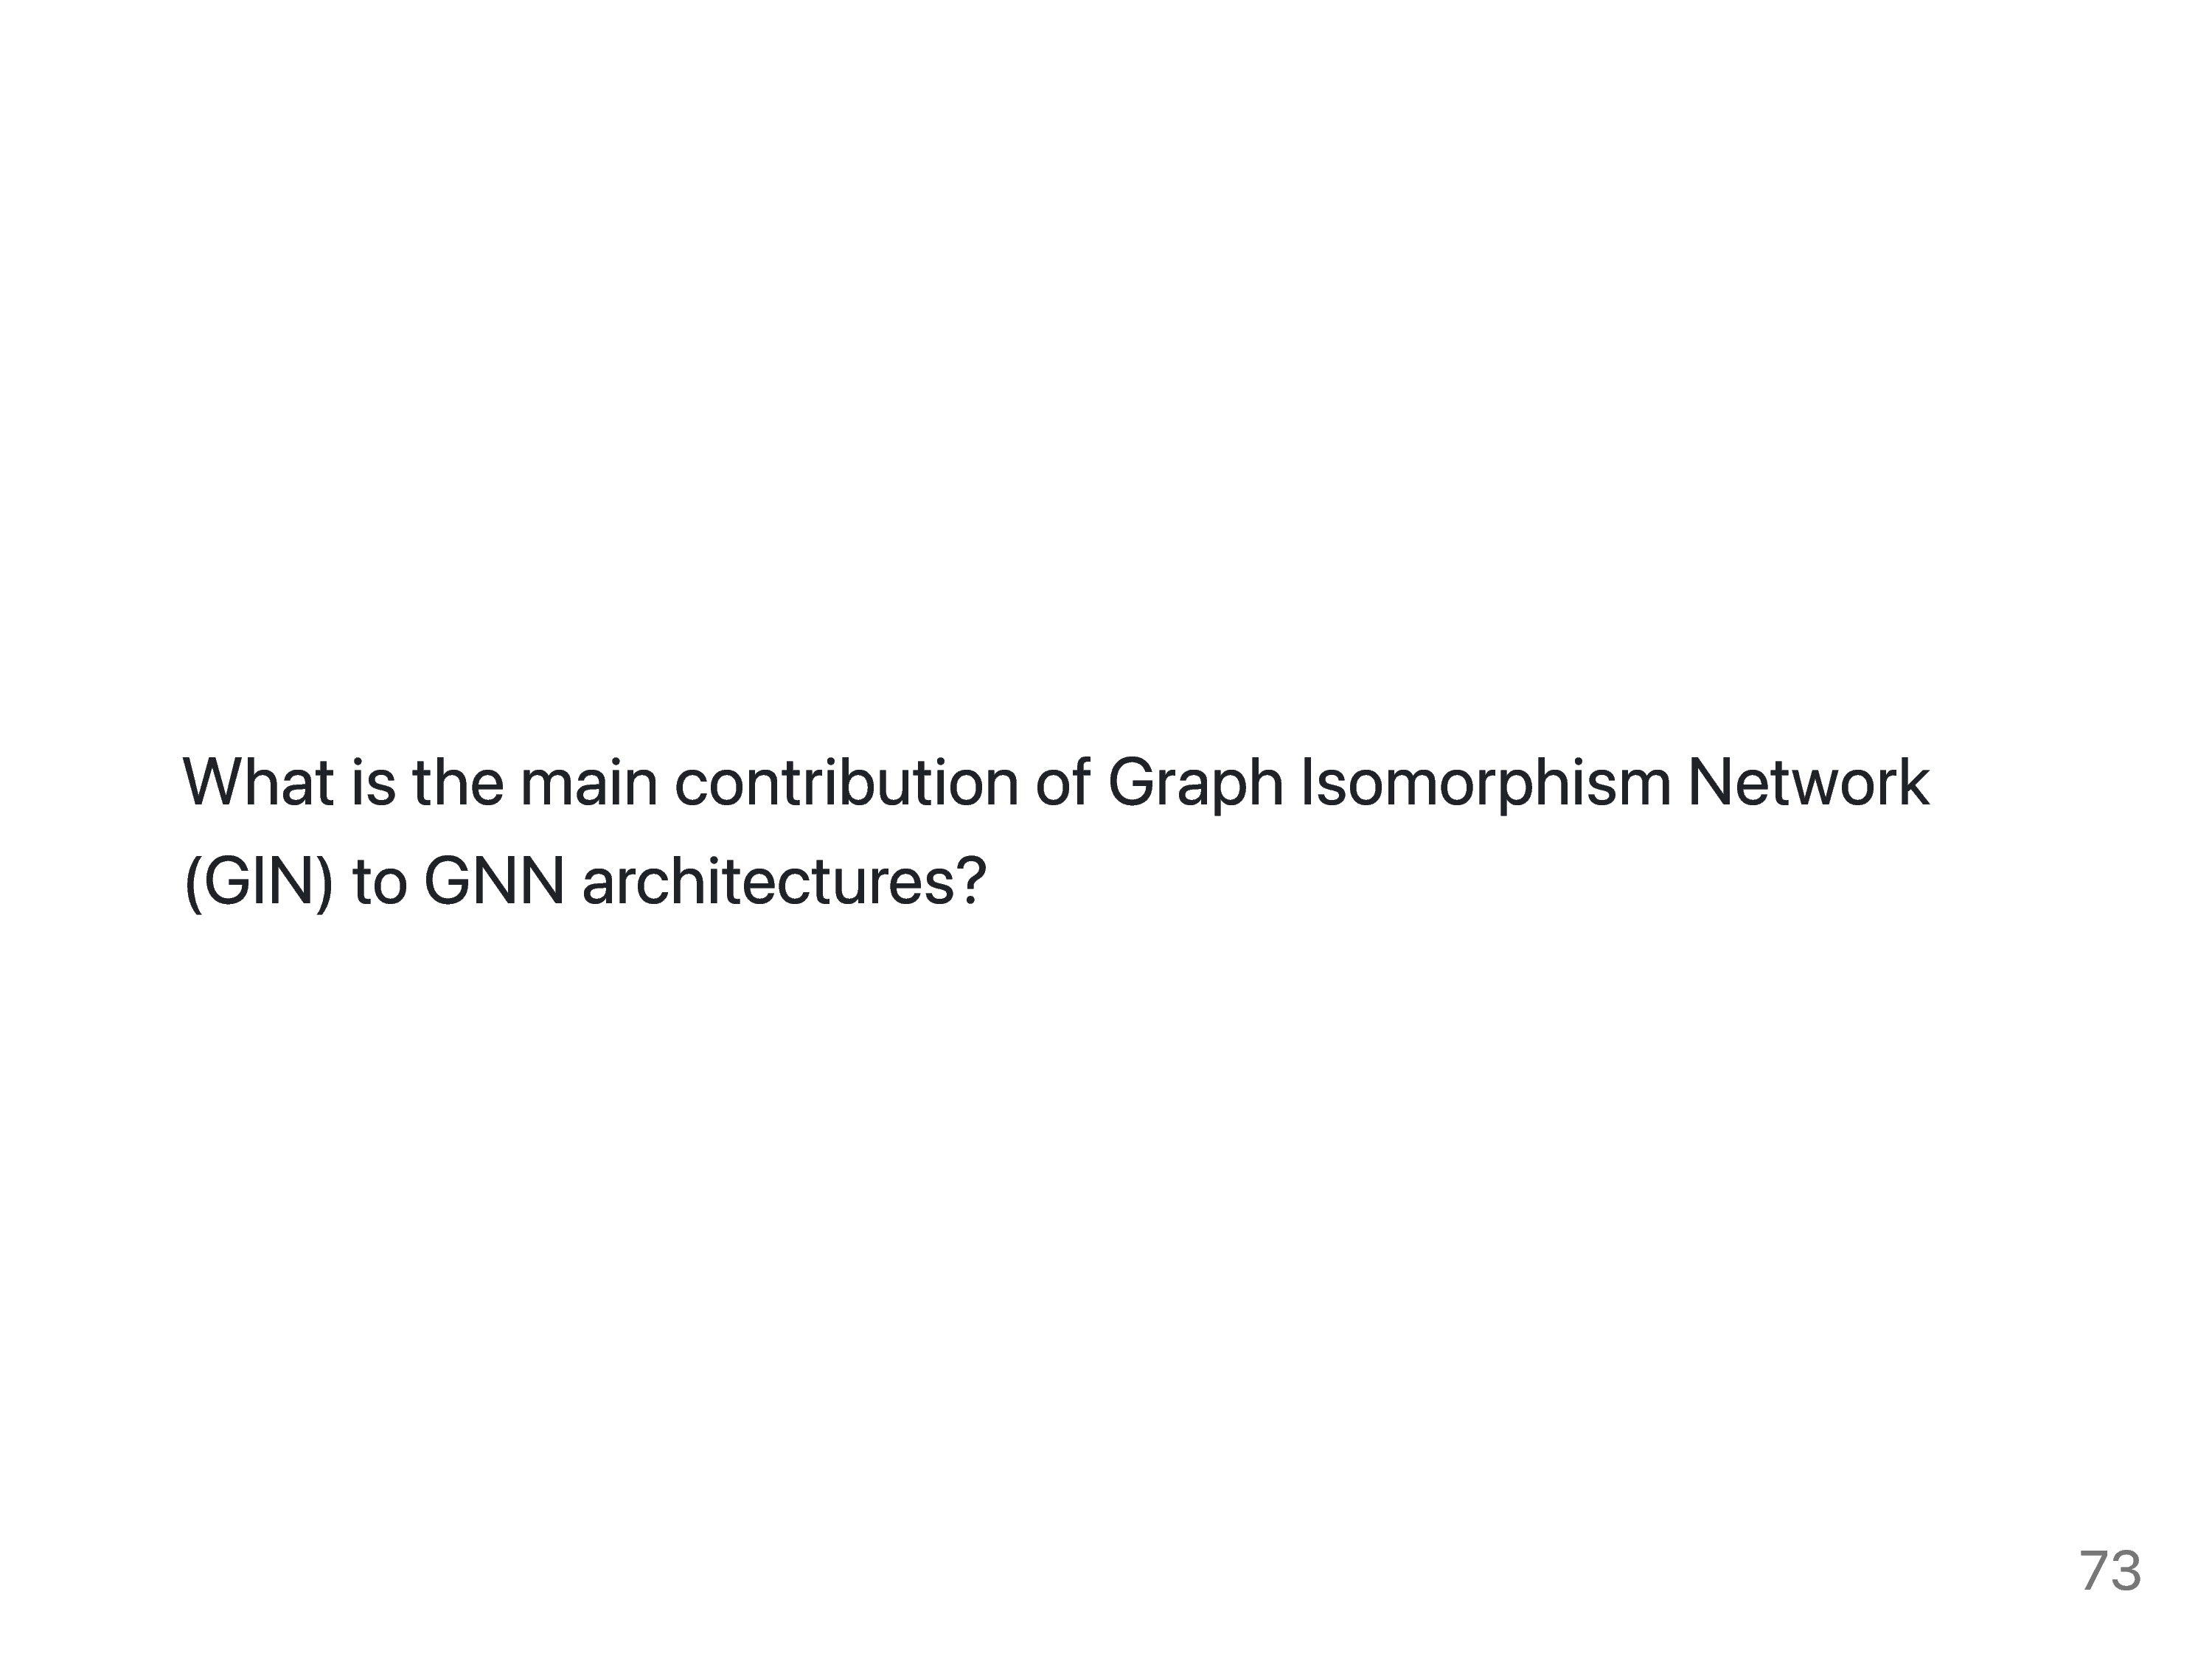 What is the main contribution of Graph Isomorphism Network
(GIN) to GNN architectures?
73